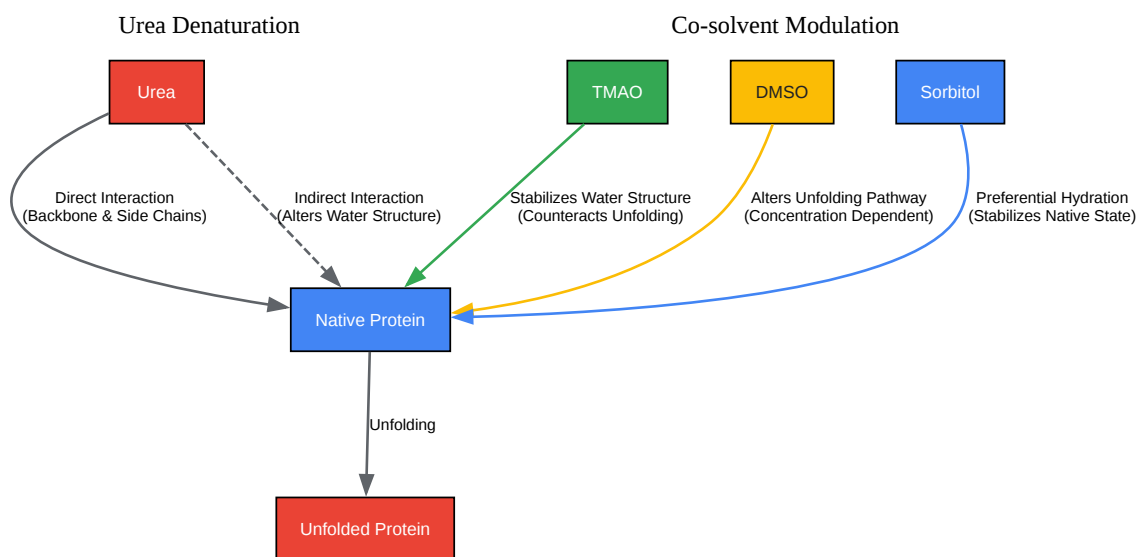 Urea Denaturation
Co-solvent Modulation
Urea
TMAO
DMSO
Sorbitol
Direct Interaction
(Backbone & Side Chains)
Indirect Interaction
(Alters Water Structure)
Stabilizes Water Structure
(Counteracts Unfolding)
Alters Unfolding Pathway
(Concentration Dependent)
Preferential Hydration
(Stabilizes Native State)
Native Protein
Unfolding
Unfolded Protein